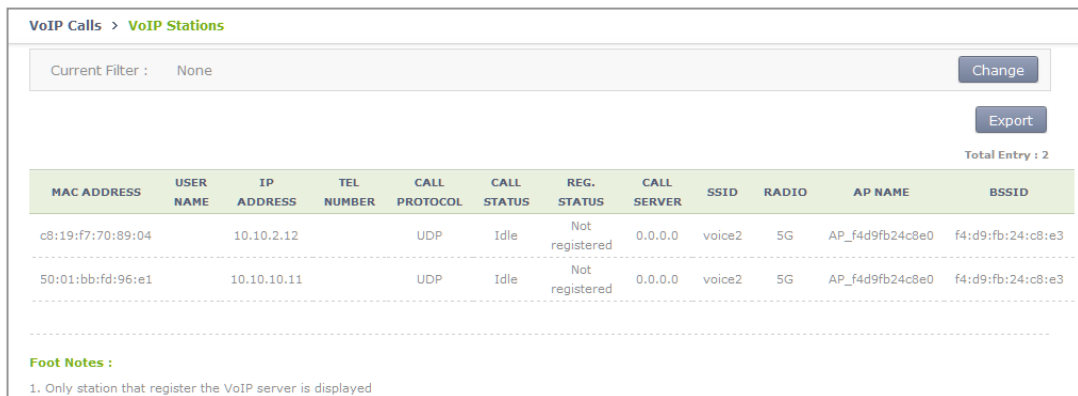 VoIP Calls > VoIP Stations
Current Filter : None Change
Export
Total Entry : 2
MAC ADDRESS USER NAME IP ADDRESS TEL NUMBER CALL PROTOCOL CALL STATUS REG. STATUS CALL SERVER SSID RADIO AP NAME BSSID
c8:19:f7:70:89:04 10.10.2.12 UDP Idle Not registered 0.0.0.0 voice2 5G AP_f4d9fb24c8e0 f4:d9:fb:24:c8:e3
50:01:bb:fd:96:e1 10.10.10.11 UDP Idle Not registered 0.0.0.0 voice2 5G AP_f4d9fb24c8e0 f4:d9:fb:24:c8:e3
Foot Notes :
1. Only station that register the VoIP server is displayed